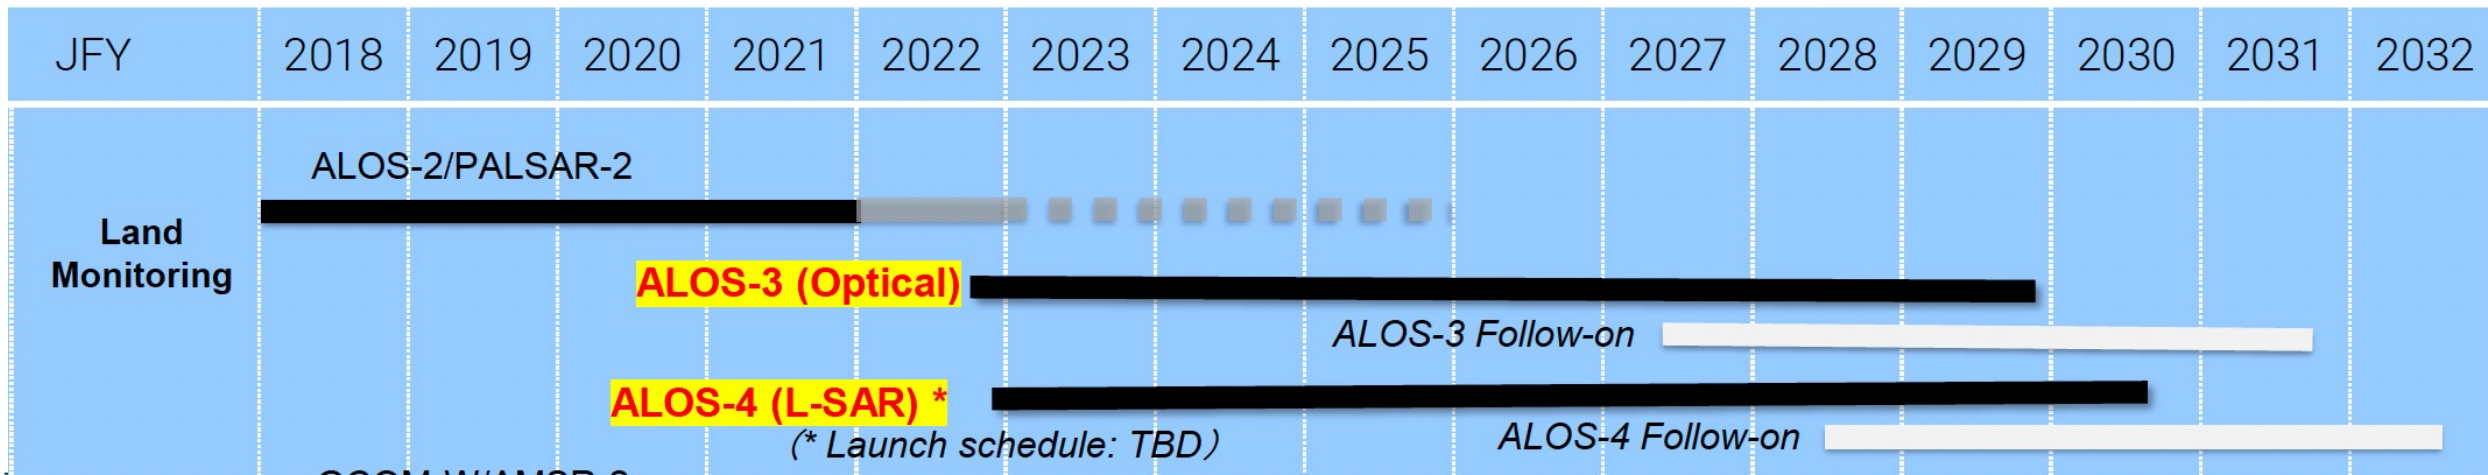 JFY 2018 2019 2020 2021 2022 2023 2024 2025 2026 2027 2028 2029 2030 2031 2032
ALOS-2/PALSAR-2
Land
Monitoring
ALOS-3 (Optical)
ALOS-3 Follow-on
ALOS-4 (L-SAR) *
(* Launch schedule: TBD)
ALOS-4 Follow-on